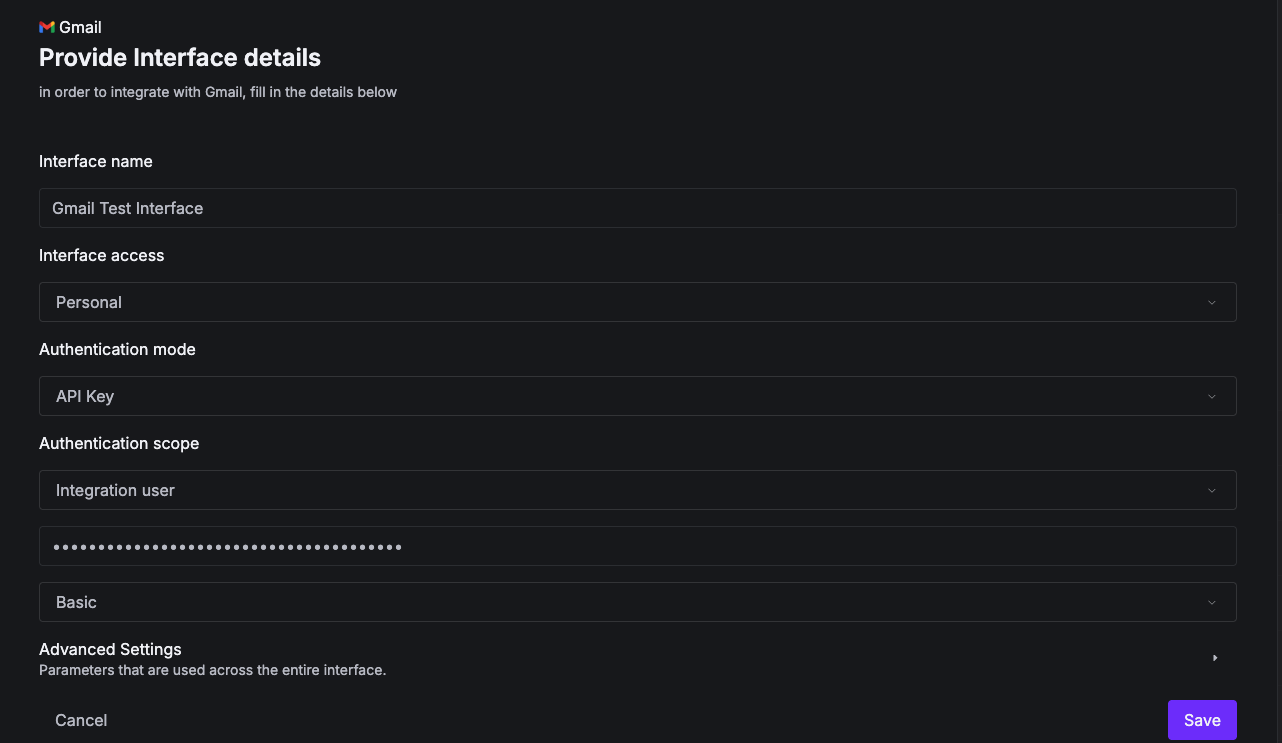 Gmail
Provide Interface details
in order to integrate with Gmail, fill in the details below
Interface name
Gmail Test Interface
Interface access
Personal
Authentication mode
API Key
Authentication scope
Integration user
•••••••••••••••••••••••••••••••••••••••
Basic
Advanced Settings
Parameters that are used across the entire interface.
Cancel
Save